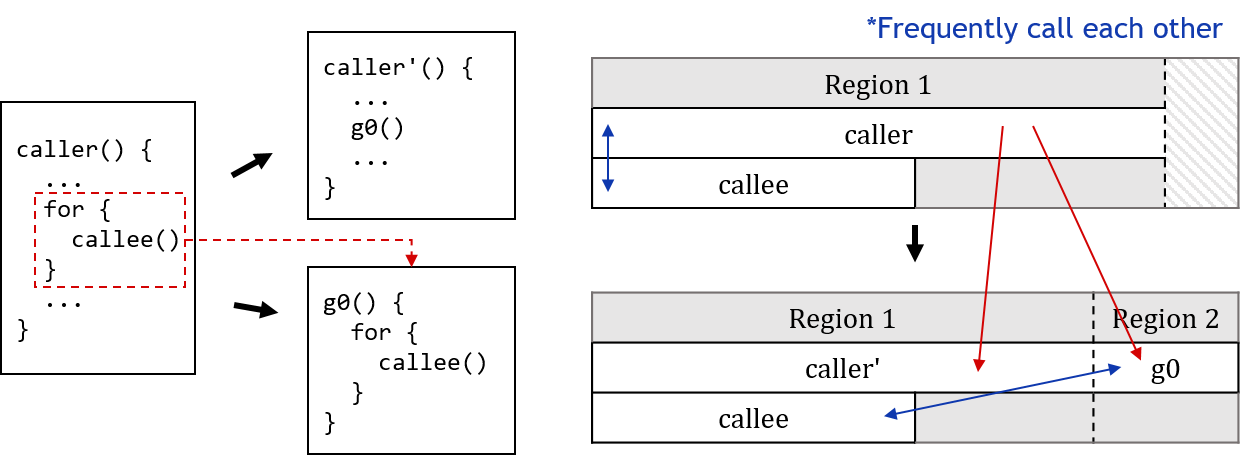 caller() {
...
for {
callee()
}
...
}
caller'() {
...
g0()
...
}
g0() {
for {
callee()
}
}
*Frequently call each other
Region 1
caller
callee
Region 1
Region 2
caller'
g0
callee